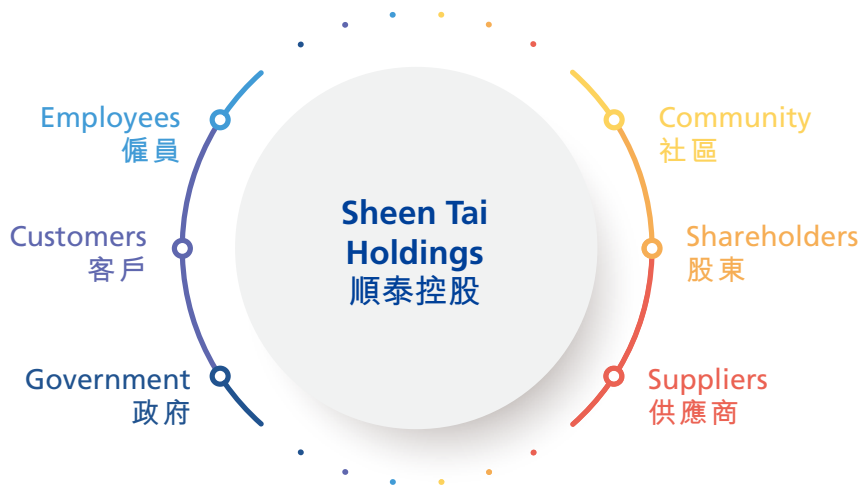 Employees
僱員
Customers
客戶
Government
政府
Sheen Tai
Holdings
順泰控股
Community
社區
Shareholders
股東
Suppliers
供應商